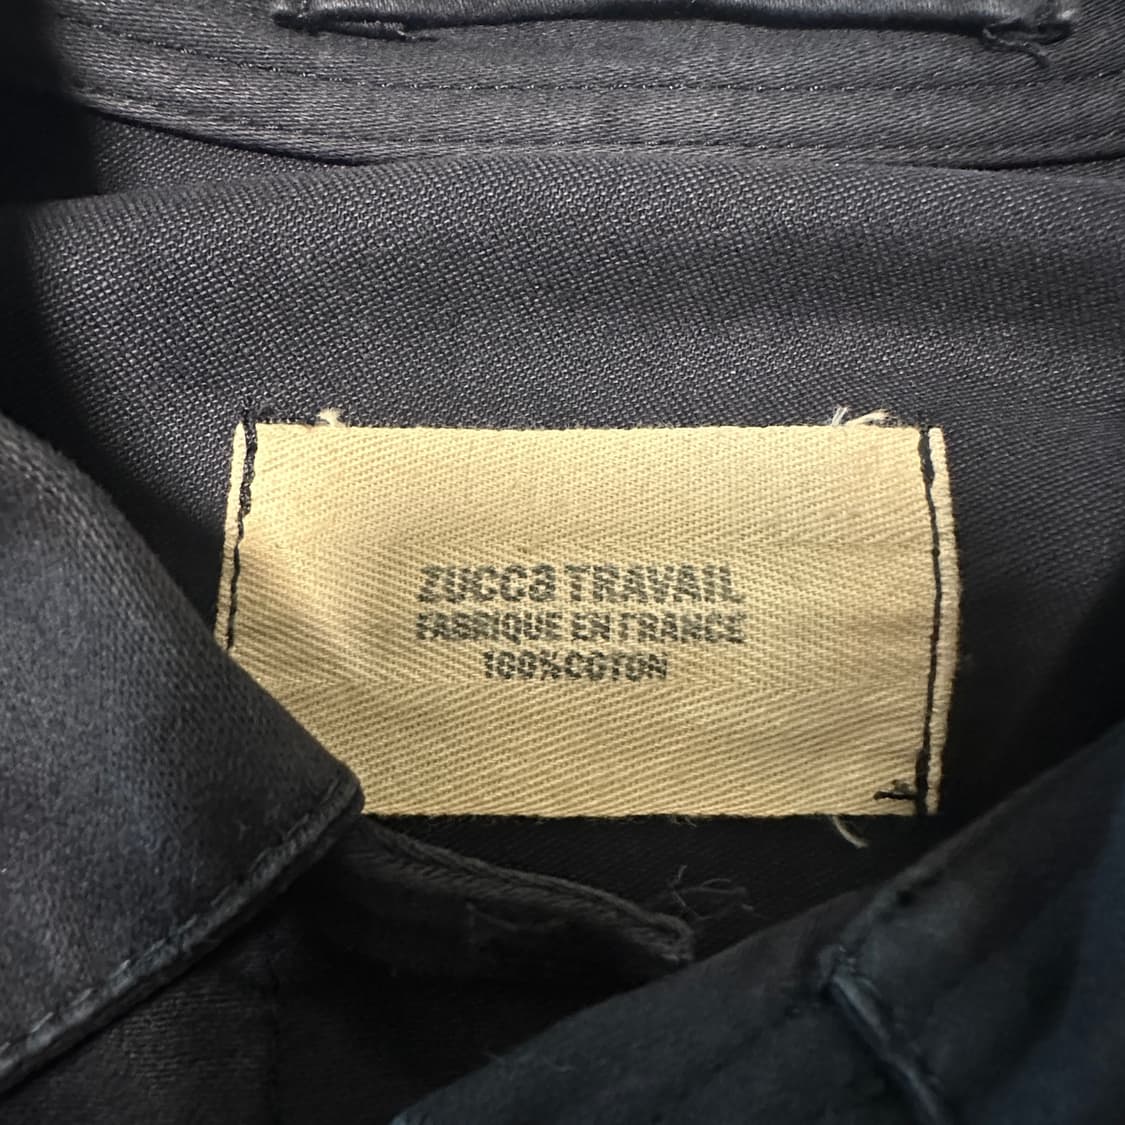 ZUCCa TRAVAIL
FABRIQUE EN FRANCE
100%COTON